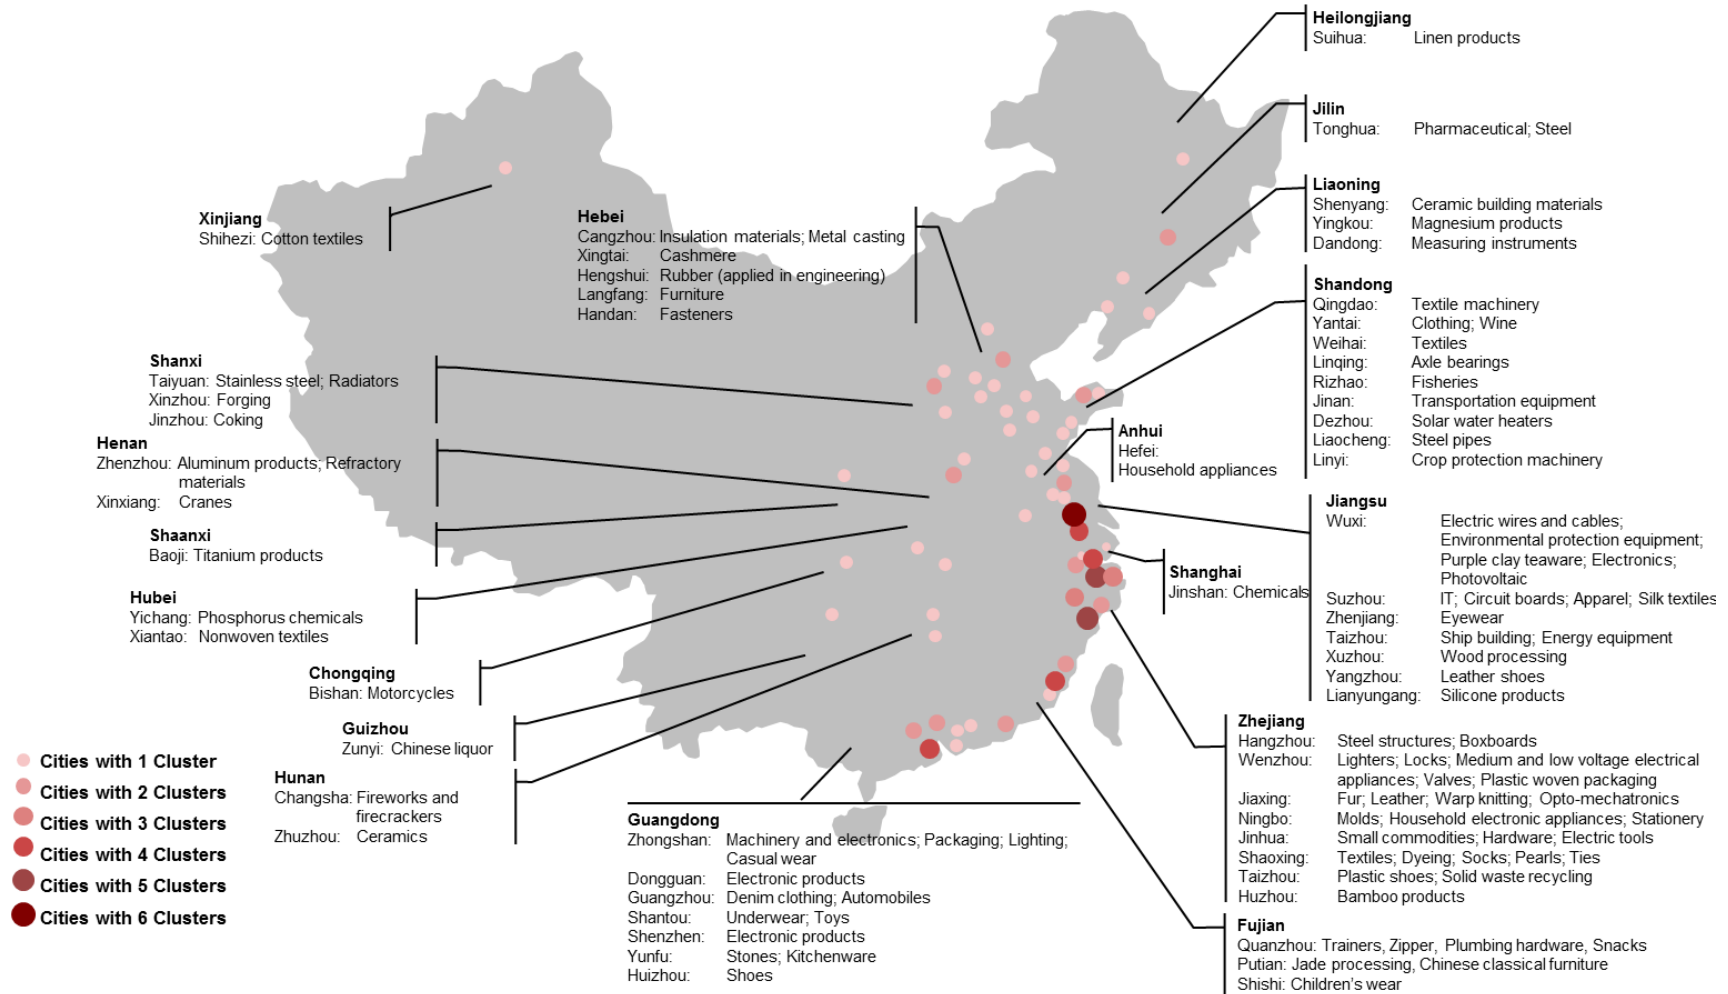 Heilongjiang
Suihua: Linen products
Jilin
Tonghua: Pharmaceutical; Steel
Liaoning
Shenyang: Ceramic building materials
Yingkou: Magnesium products
Dandong: Measuring instruments
Shandong
Qingdao: Textile machinery
Yantai: Clothing; Wine
Weihai: Textiles
Linqing: Axle bearings
Rizhao: Fisheries
Jinan: Transportation equipment
Dezhou: Solar water heaters
Liaocheng: Steel pipes
Linyi: Crop protection machinery
Xinjiang
Shihezi: Cotton textiles
Hebei
Cangzhou: Insulation materials; Metal casting
Xingtai: Cashmere
Hengshui: Rubber (applied in engineering)
Langfang: Furniture
Handan: Fasteners
Shanxi
Taiyuan: Stainless steel; Radiators
Xinzhou: Forging
Jinzhou: Coking
Henan
Zhenzhou: Aluminum products; Refractory
materials
Xinxiang: Cranes
Shaanxi
Baoji: Titanium products
Hubei
Yichang: Phosphorus chemicals
Xiantao: Nonwoven textiles
Chongqing
Bishan: Motorcycles
Guizhou
Zunyi: Chinese liquor
Hunan
Changsha: Fireworks and
firecrackers
Zhuzhou: Ceramics
Anhui
Hefei:
Household appliances
Shanghai
Jinshan: Chemicals
Jiangsu
Wuxi: Electric wires and cables;
Environmental protection equipment;
Purple clay teaware; Electronics;
Photovoltaic
Suzhou: IT; Circuit boards; Apparel; Silk textiles
Zhenjiang: Eyewear
Taizhou: Ship building; Energy equipment
Xuzhou: Wood processing
Yangzhou: Leather shoes
Lianyungang: Silicone products
Zhejiang
Hangzhou: Steel structures; Boxboards
Wenzhou: Lighters; Locks; Medium and low voltage electrical
appliances; Valves; Plastic woven packaging
Jiaxing: Fur; Leather; Warp knitting; Opto-mechatronics
Ningbo: Molds; Household electronic appliances; Stationery
Jinhua: Small commodities; Hardware; Electric tools
Shaoxing: Textiles; Dyeing; Socks; Pearls; Ties
Taizhou: Plastic shoes; Solid waste recycling
Huzhou: Bamboo products
Fujian
Quanzhou: Trainers, Zipper, Plumbing hardware, Snacks
Putian: Jade processing, Chinese classical furniture
Shishi: Children's wear
Guangdong
Zhongshan: Machinery and electronics; Packaging; Lighting;
Casual wear
Dongguan: Electronic products
Guangzhou: Denim clothing; Automobiles
Shantou: Underwear; Toys
Shenzhen: Electronic products
Yunfu: Stones; Kitchenware
Huizhou: Shoes
Cities with 1 Cluster
Cities with 2 Clusters
Cities with 3 Clusters
Cities with 4 Clusters
Cities with 5 Clusters
Cities with 6 Clusters